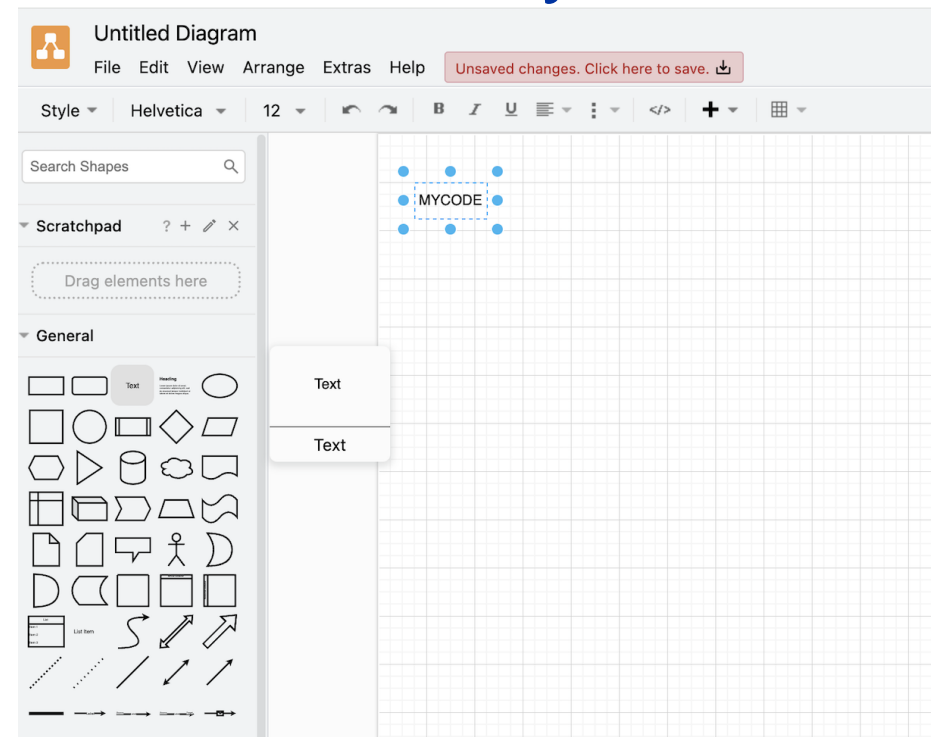 Untitled Diagram
File Edit View Arrange Extras Help Unsaved changes. Click here to save.
Style Helvetica 12 B I U </>
Search Shapes
MYCODE
Scratchpad ?
Drag elements here
General
Text Heading
Text
Text
List
List Item